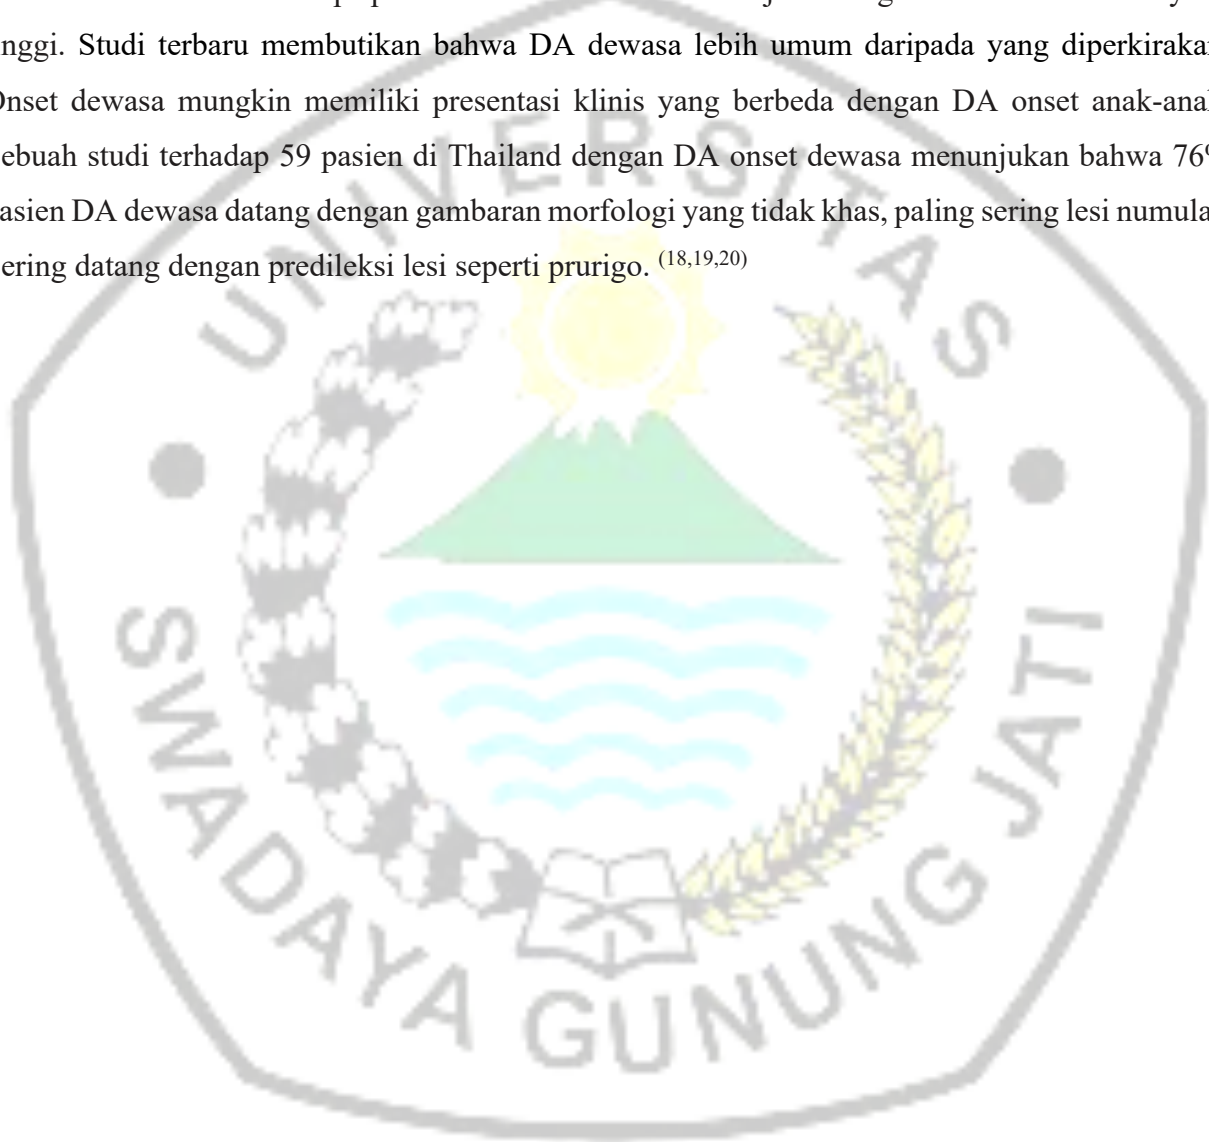 inggi. Studi terbaru membutikan bahwa DA dewasa lebih umum daripada yang diperkiraka
Onset dewasa mungkin memiliki presentasi klinis yang berbeda dengan DA onset anak-ana
ebuah studi terhadap 59 pasien di Thailand dengan DA onset dewasa menunjukan bahwa 76
asien DA dewasa datang dengan gambaran morfologi yang tidak khas, paling sering lesi numula
ering datang dengan predileksi lesi seperti prurigo. (18,19,20)
UNIVERSITAS
SWADAYA GUNUNG JATI